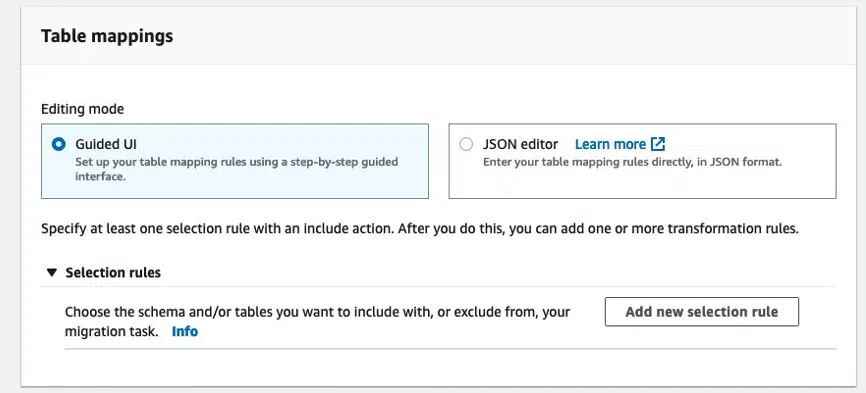 Table mappings
Editing mode
Guided UI
Set up your table mapping rules using a step-by-step guided
interface.
JSON editor Learn more
Enter your table mapping rules directly, in JSON format.
Specify at least one selection rule with an include action. After you do this, you can add one or more transformation rules.
Selection rules
Choose the schema and/or tables you want to include with, or exclude from, your
migration task. Info
Add new selection rule